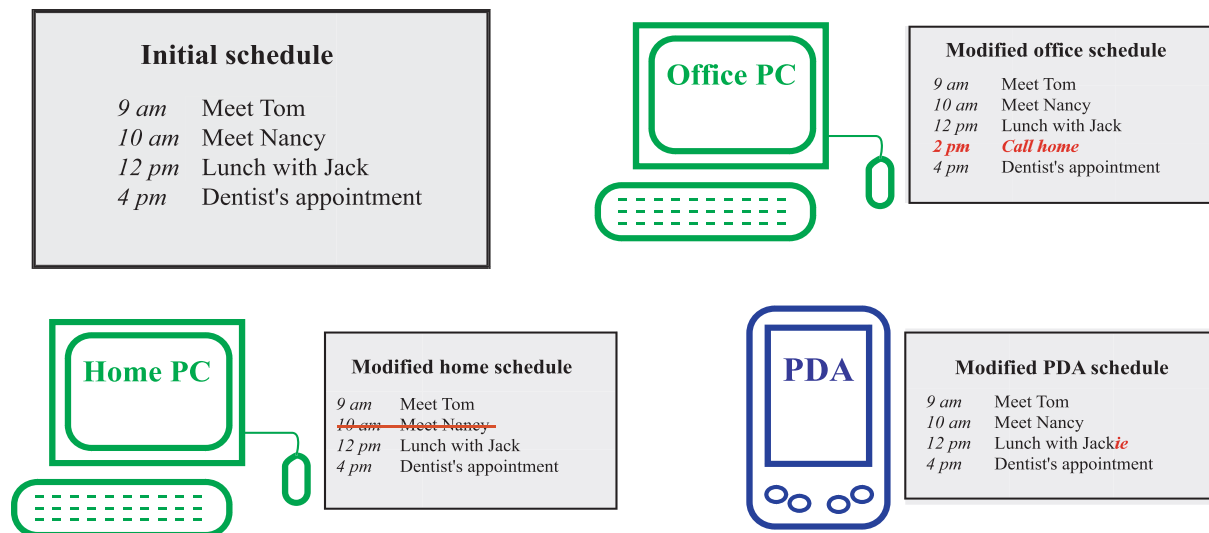 Initial schedule
9 am Meet Tom
10 am Meet Nancy
12 pm Lunch with Jack
4 pm Dentist's appointment
Office PC
Modified office schedule
9 am Meet Tom
10 am Meet Nancy
12 pm Lunch with Jack
2 pm Call home
4 pm Dentist's appointment
Home PC
Modified home schedule
9 am Meet Tom
10 am Meet Nancy
12 pm Lunch with Jack
4 pm Dentist's appointment
PDA
Modified PDA schedule
9 am Meet Tom
10 am Meet Nancy
12 pm Lunch with Jackie
4 pm Dentist's appointment